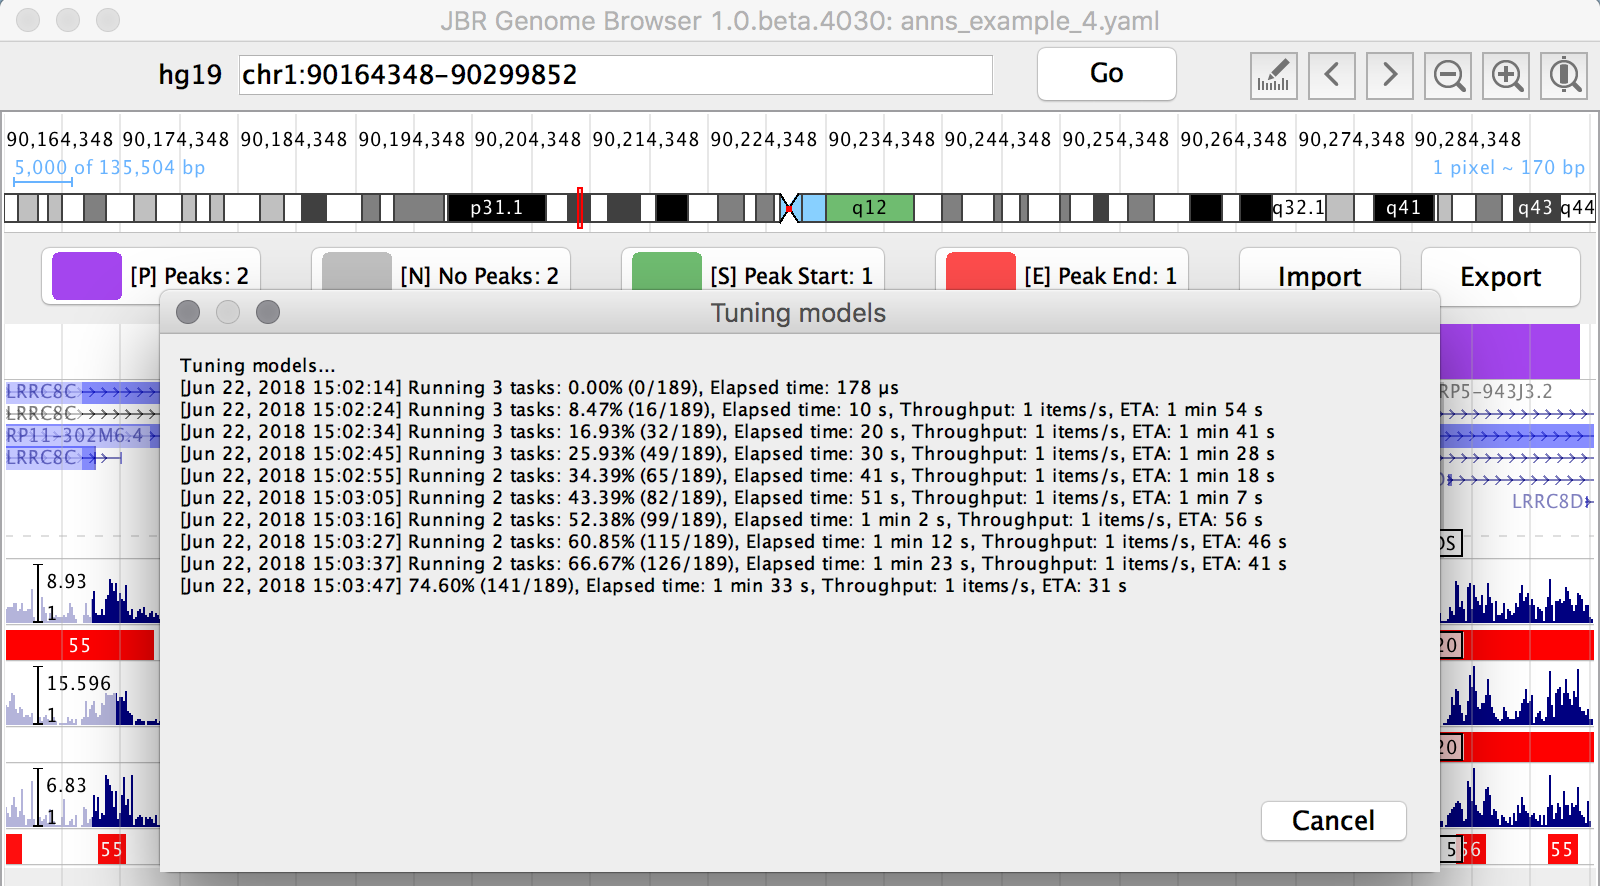 JBR Genome Browser 1.0.beta.4030: anns_example_4.yaml
hg19 chr1:90164348-90299852 Go
90,164,348 90,174,348 90,184,348 90,194,348 90,204,348 90,214,348 90,224,348 90,234,348 90,244,348 90,254,348 90,264,348 90,274,348 90,284,348
5,000 of 135,504 bp 1 pixel ~ 170 bp
p31.1 q12 q32.1 q41 q43 q44
[P] Peaks: 2 [N] No Peaks: 2 [S] Peak Start: 1 [E] Peak End: 1 Import Export
Tuning models
Tuning models...
[Jun 22, 2018 15:02:14] Running 3 tasks: 0.00% (0/189), Elapsed time: 178 μs
[Jun 22, 2018 15:02:24] Running 3 tasks: 8.47% (16/189), Elapsed time: 10 s, Throughput: 1 items/s, ETA: 1 min 54 s
[Jun 22, 2018 15:02:34] Running 3 tasks: 16.93% (32/189), Elapsed time: 20 s, Throughput: 1 items/s, ETA: 1 min 41 s
[Jun 22, 2018 15:02:45] Running 3 tasks: 25.93% (49/189), Elapsed time: 30 s, Throughput: 1 items/s, ETA: 1 min 28 s
[Jun 22, 2018 15:02:55] Running 2 tasks: 34.39% (65/189), Elapsed time: 41 s, Throughput: 1 items/s, ETA: 1 min 18 s
[Jun 22, 2018 15:03:05] Running 2 tasks: 43.39% (82/189), Elapsed time: 51 s, Throughput: 1 items/s, ETA: 1 min 7 s
[Jun 22, 2018 15:03:16] Running 2 tasks: 52.38% (99/189), Elapsed time: 1 min 2 s, Throughput: 1 items/s, ETA: 56 s
[Jun 22, 2018 15:03:27] Running 2 tasks: 60.85% (115/189), Elapsed time: 1 min 12 s, Throughput: 1 items/s, ETA: 46 s
[Jun 22, 2018 15:03:37] Running 2 tasks: 66.67% (126/189), Elapsed time: 1 min 23 s, Throughput: 1 items/s, ETA: 41 s
[Jun 22, 2018 15:03:47] 74.60% (141/189), Elapsed time: 1 min 33 s, Throughput: 1 items/s, ETA: 31 s
Cancel
LRRC8C
LRRC8C
RP11-302M6.4
LRRC8C
8.93
1
55
15.596
1
6.83
1
55
RP5-943J3.2
LRRC8D
20
20
5 56 55